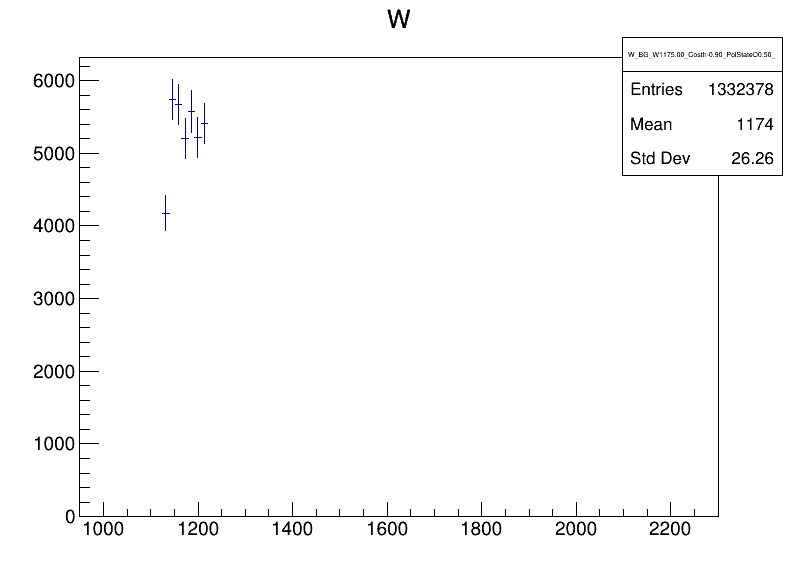 W
W_BG_W1175.00_Costh-0.90_PolState00.50_
Entries 1332378
Mean 1174
Std Dev 26.26
6000
5000
4000
3000
2000
1000
0
1000 1200 1400 1600 1800 2000 2200